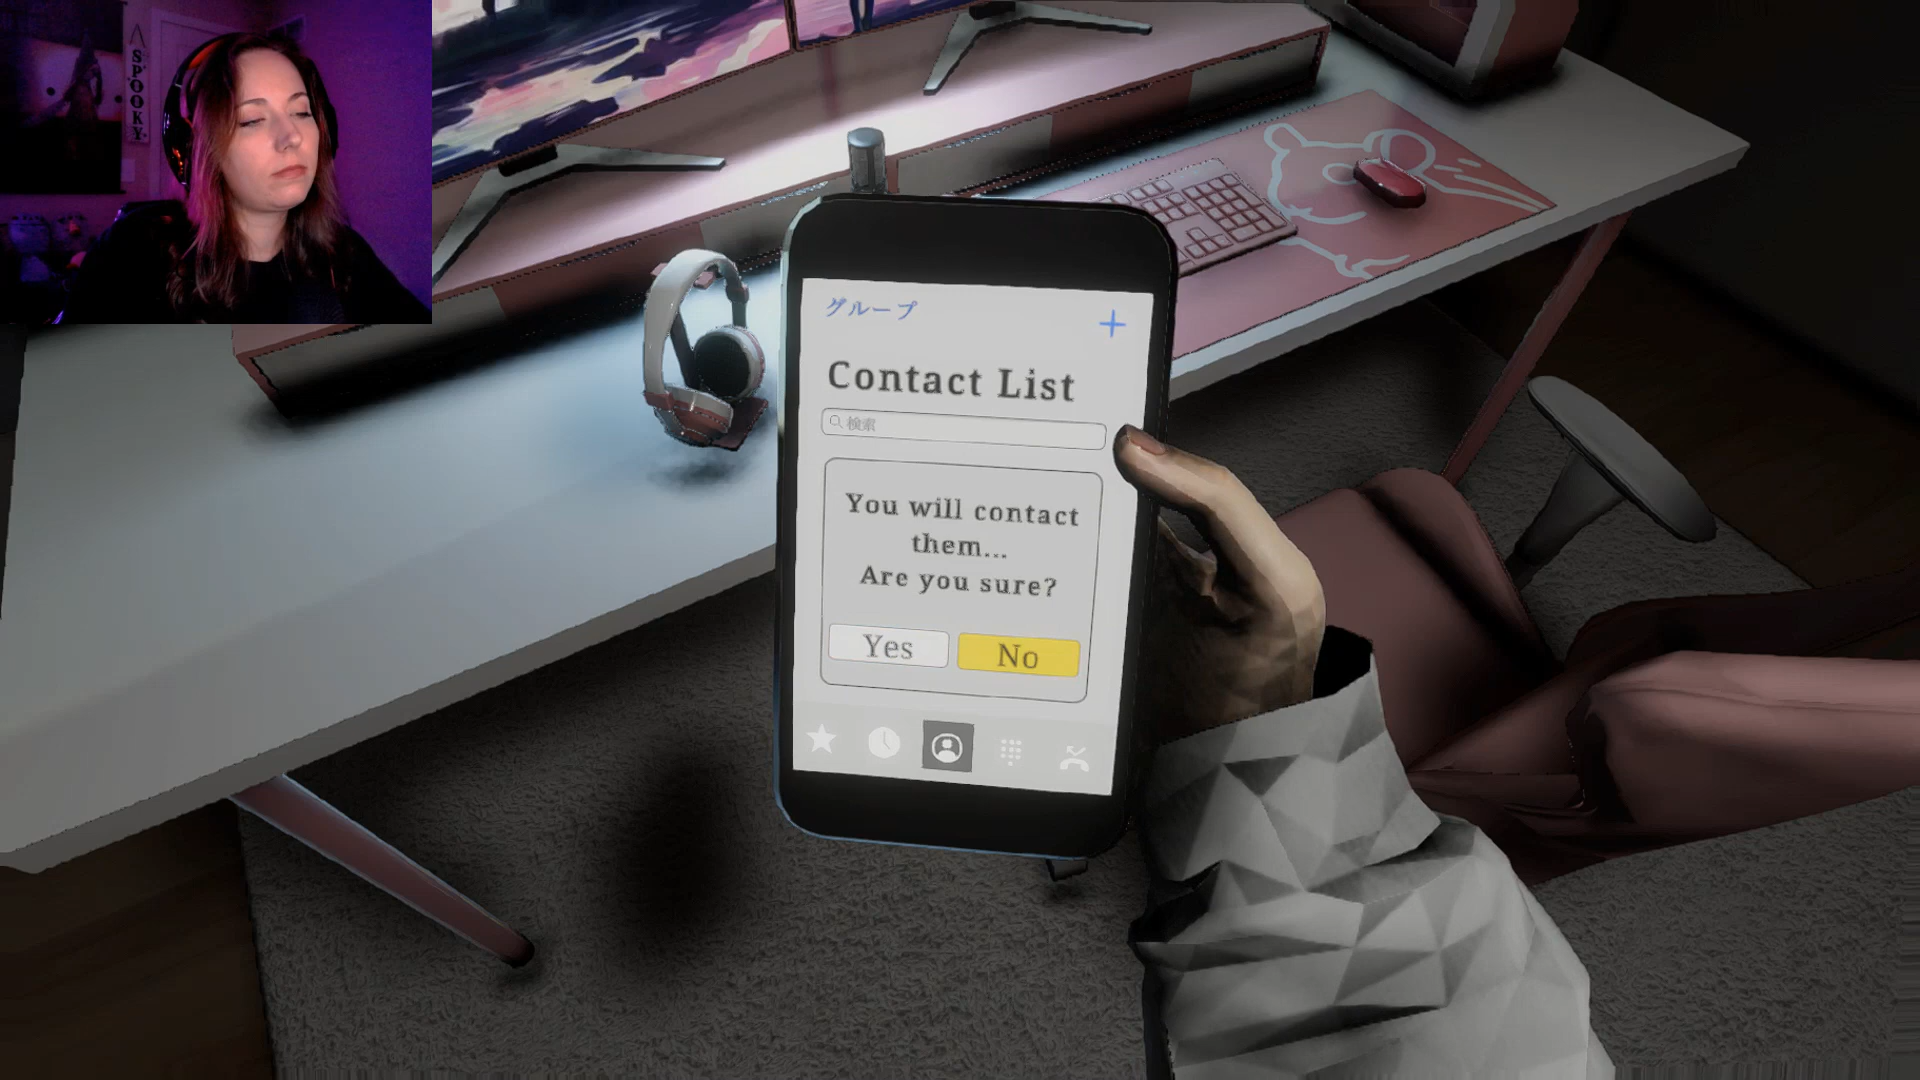 SPOOKY
グループ
+
Contact List
検索
You will contact
them...
Are you sure?
Yes
No